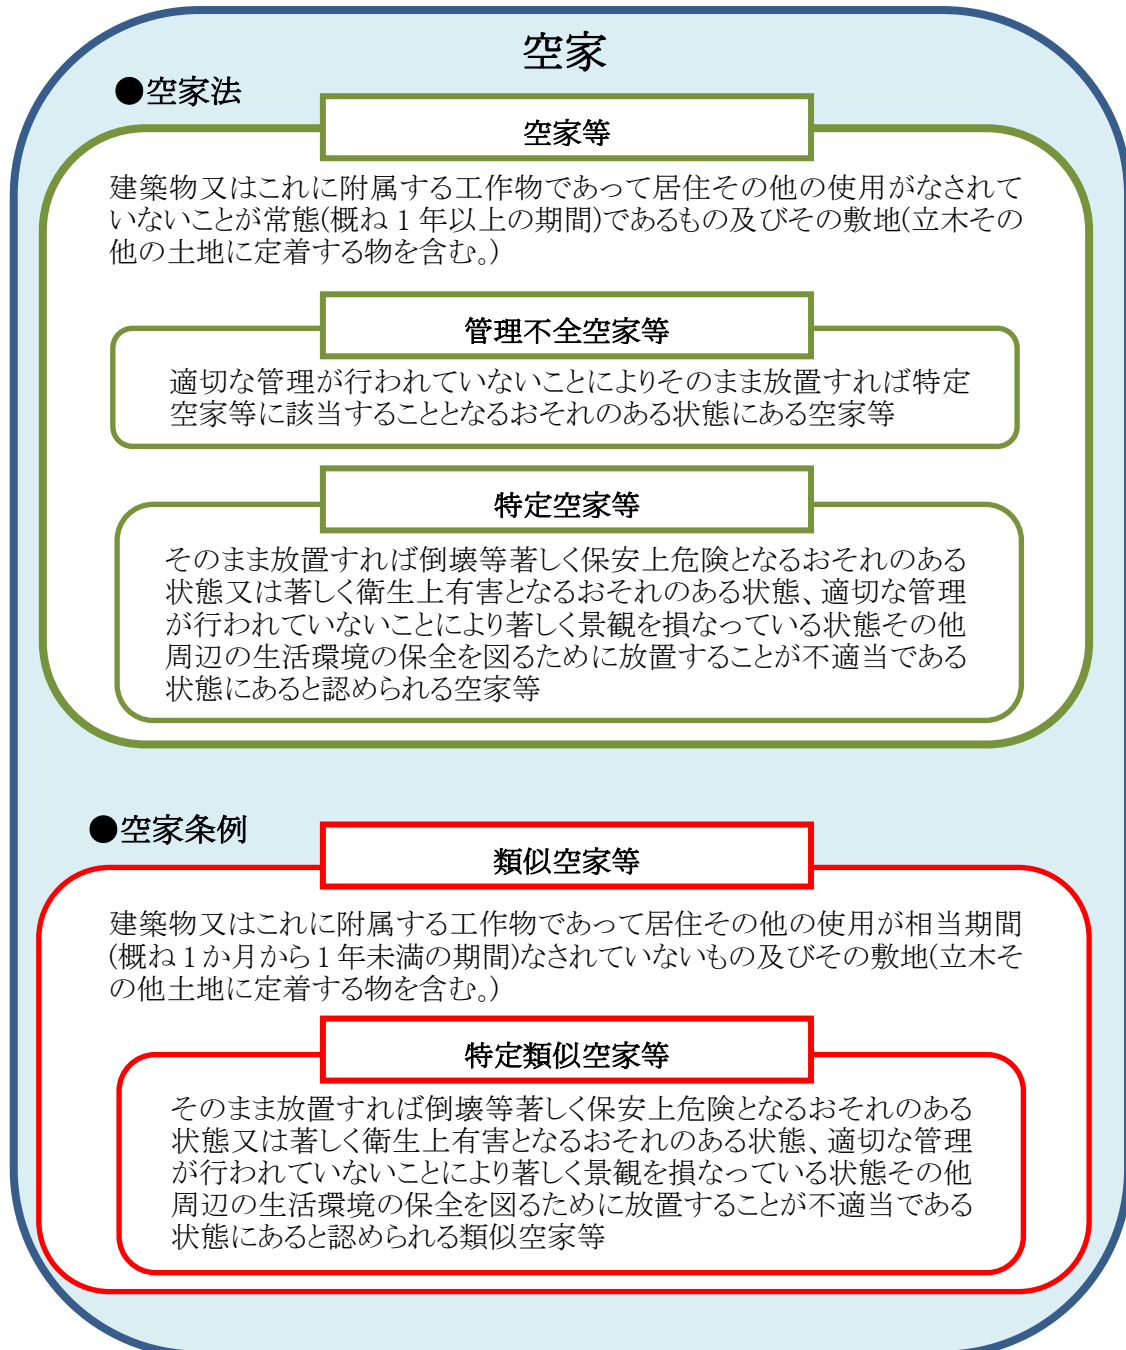 空家
●空家法
空家等
建築物又はこれに附属する工作物であって居住その他の使用がなされて
いないことが常態(概ね１年以上の期間)であるもの及びその敷地(立木その
他の土地に定着する物を含む。)
管理不全空家等
適切な管理が行われていないことによりそのまま放置すれば特定
空家等に該当することとなるおそれのある状態にある空家等
特定空家等
そのまま放置すれば倒壊等著しく保安上危険となるおそれのある
状態又は著しく衛生上有害となるおそれのある状態、適切な管理
が行われていないことにより著しく景観を損なっている状態その他
周辺の生活環境の保全を図るために放置することが不適当である
状態にあると認められる空家等
●空家条例
類似空家等
建築物又はこれに附属する工作物であって居住その他の使用が相当期間
(概ね１か月から１年未満の期間)なされていないもの及びその敷地(立木そ
の他土地に定着する物を含む。)
特定類似空家等
そのまま放置すれば倒壊等著しく保安上危険となるおそれのある
状態又は著しく衛生上有害となるおそれのある状態、適切な管理
が行われていないことにより著しく景観を損なっている状態その他
周辺の生活環境の保全を図るために放置することが不適当である
状態にあると認められる類似空家等